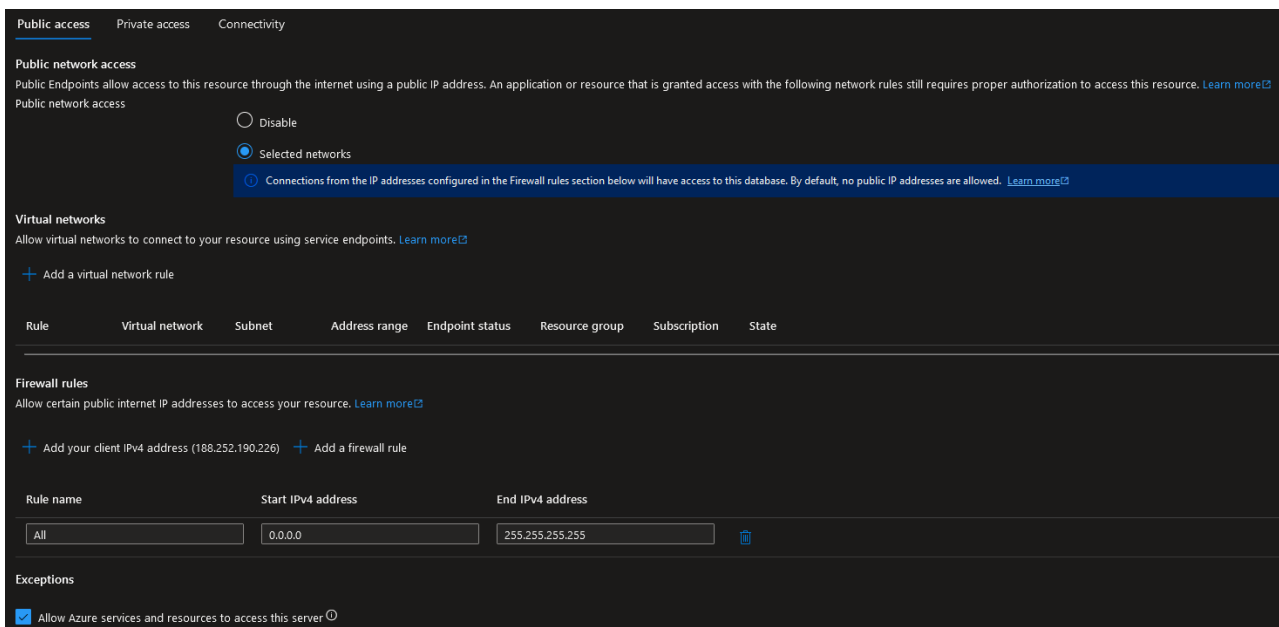 Public access Private access Connectivity
Public network access
Public Endpoints allow access to this resource through the internet using a public IP address. An application or resource that is granted access with the following network rules still requires proper authorization to access this resource. Learn more
Public network access
Disable
Selected networks
Connections from the IP addresses configured in the Firewall rules section below will have access to this database. By default, no public IP addresses are allowed. Learn more
Virtual networks
Allow virtual networks to connect to your resource using service endpoints. Learn more
+ Add a virtual network rule
Rule Virtual network Subnet Address range Endpoint status Resource group Subscription State
Firewall rules
Allow certain public internet IP addresses to access your resource. Learn more
+ Add your client IPv4 address (188.252.190.226) + Add a firewall rule
Rule name Start IPv4 address End IPv4 address
All 0.0.0.0 255.255.255.255
Exceptions
Allow Azure services and resources to access this server